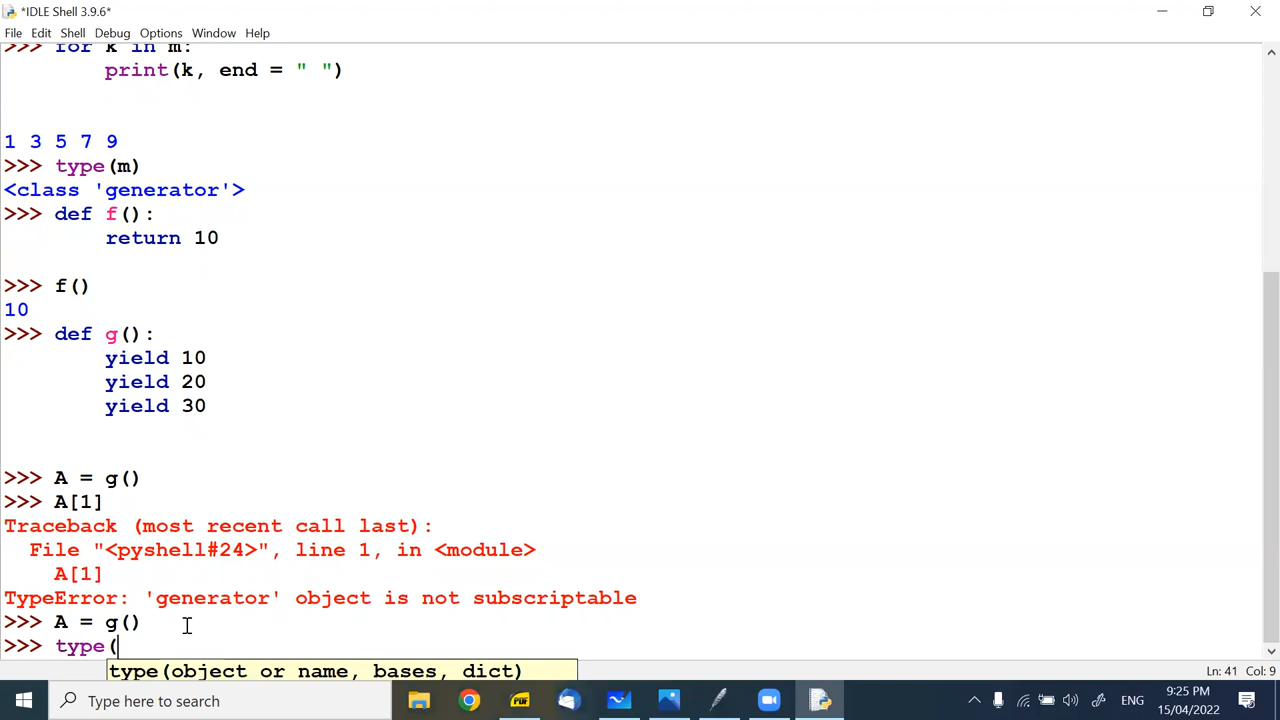 *IDLE Shell 3.9.6*
File Edit Shell Debug Options Window Help
>>> for k in m:
print(k, end = " ")
1 3 5 7 9
>>> type(m)
<class 'generator'>
>>> def f():
return 10
>>> f()
10
>>> def g():
yield 10
yield 20
yield 30
>>> A = g()
>>> A[1]
Traceback (most recent call last):
File "<pyshell#24>", line 1, in <module>
A[1]
TypeError: 'generator' object is not subscriptable
>>> A = g()
>>> type(
type(object or name, bases, dict)
Ln: 41 Col: 9
Type here to search
PDF
ENG
9:25 PM
15/04/2022